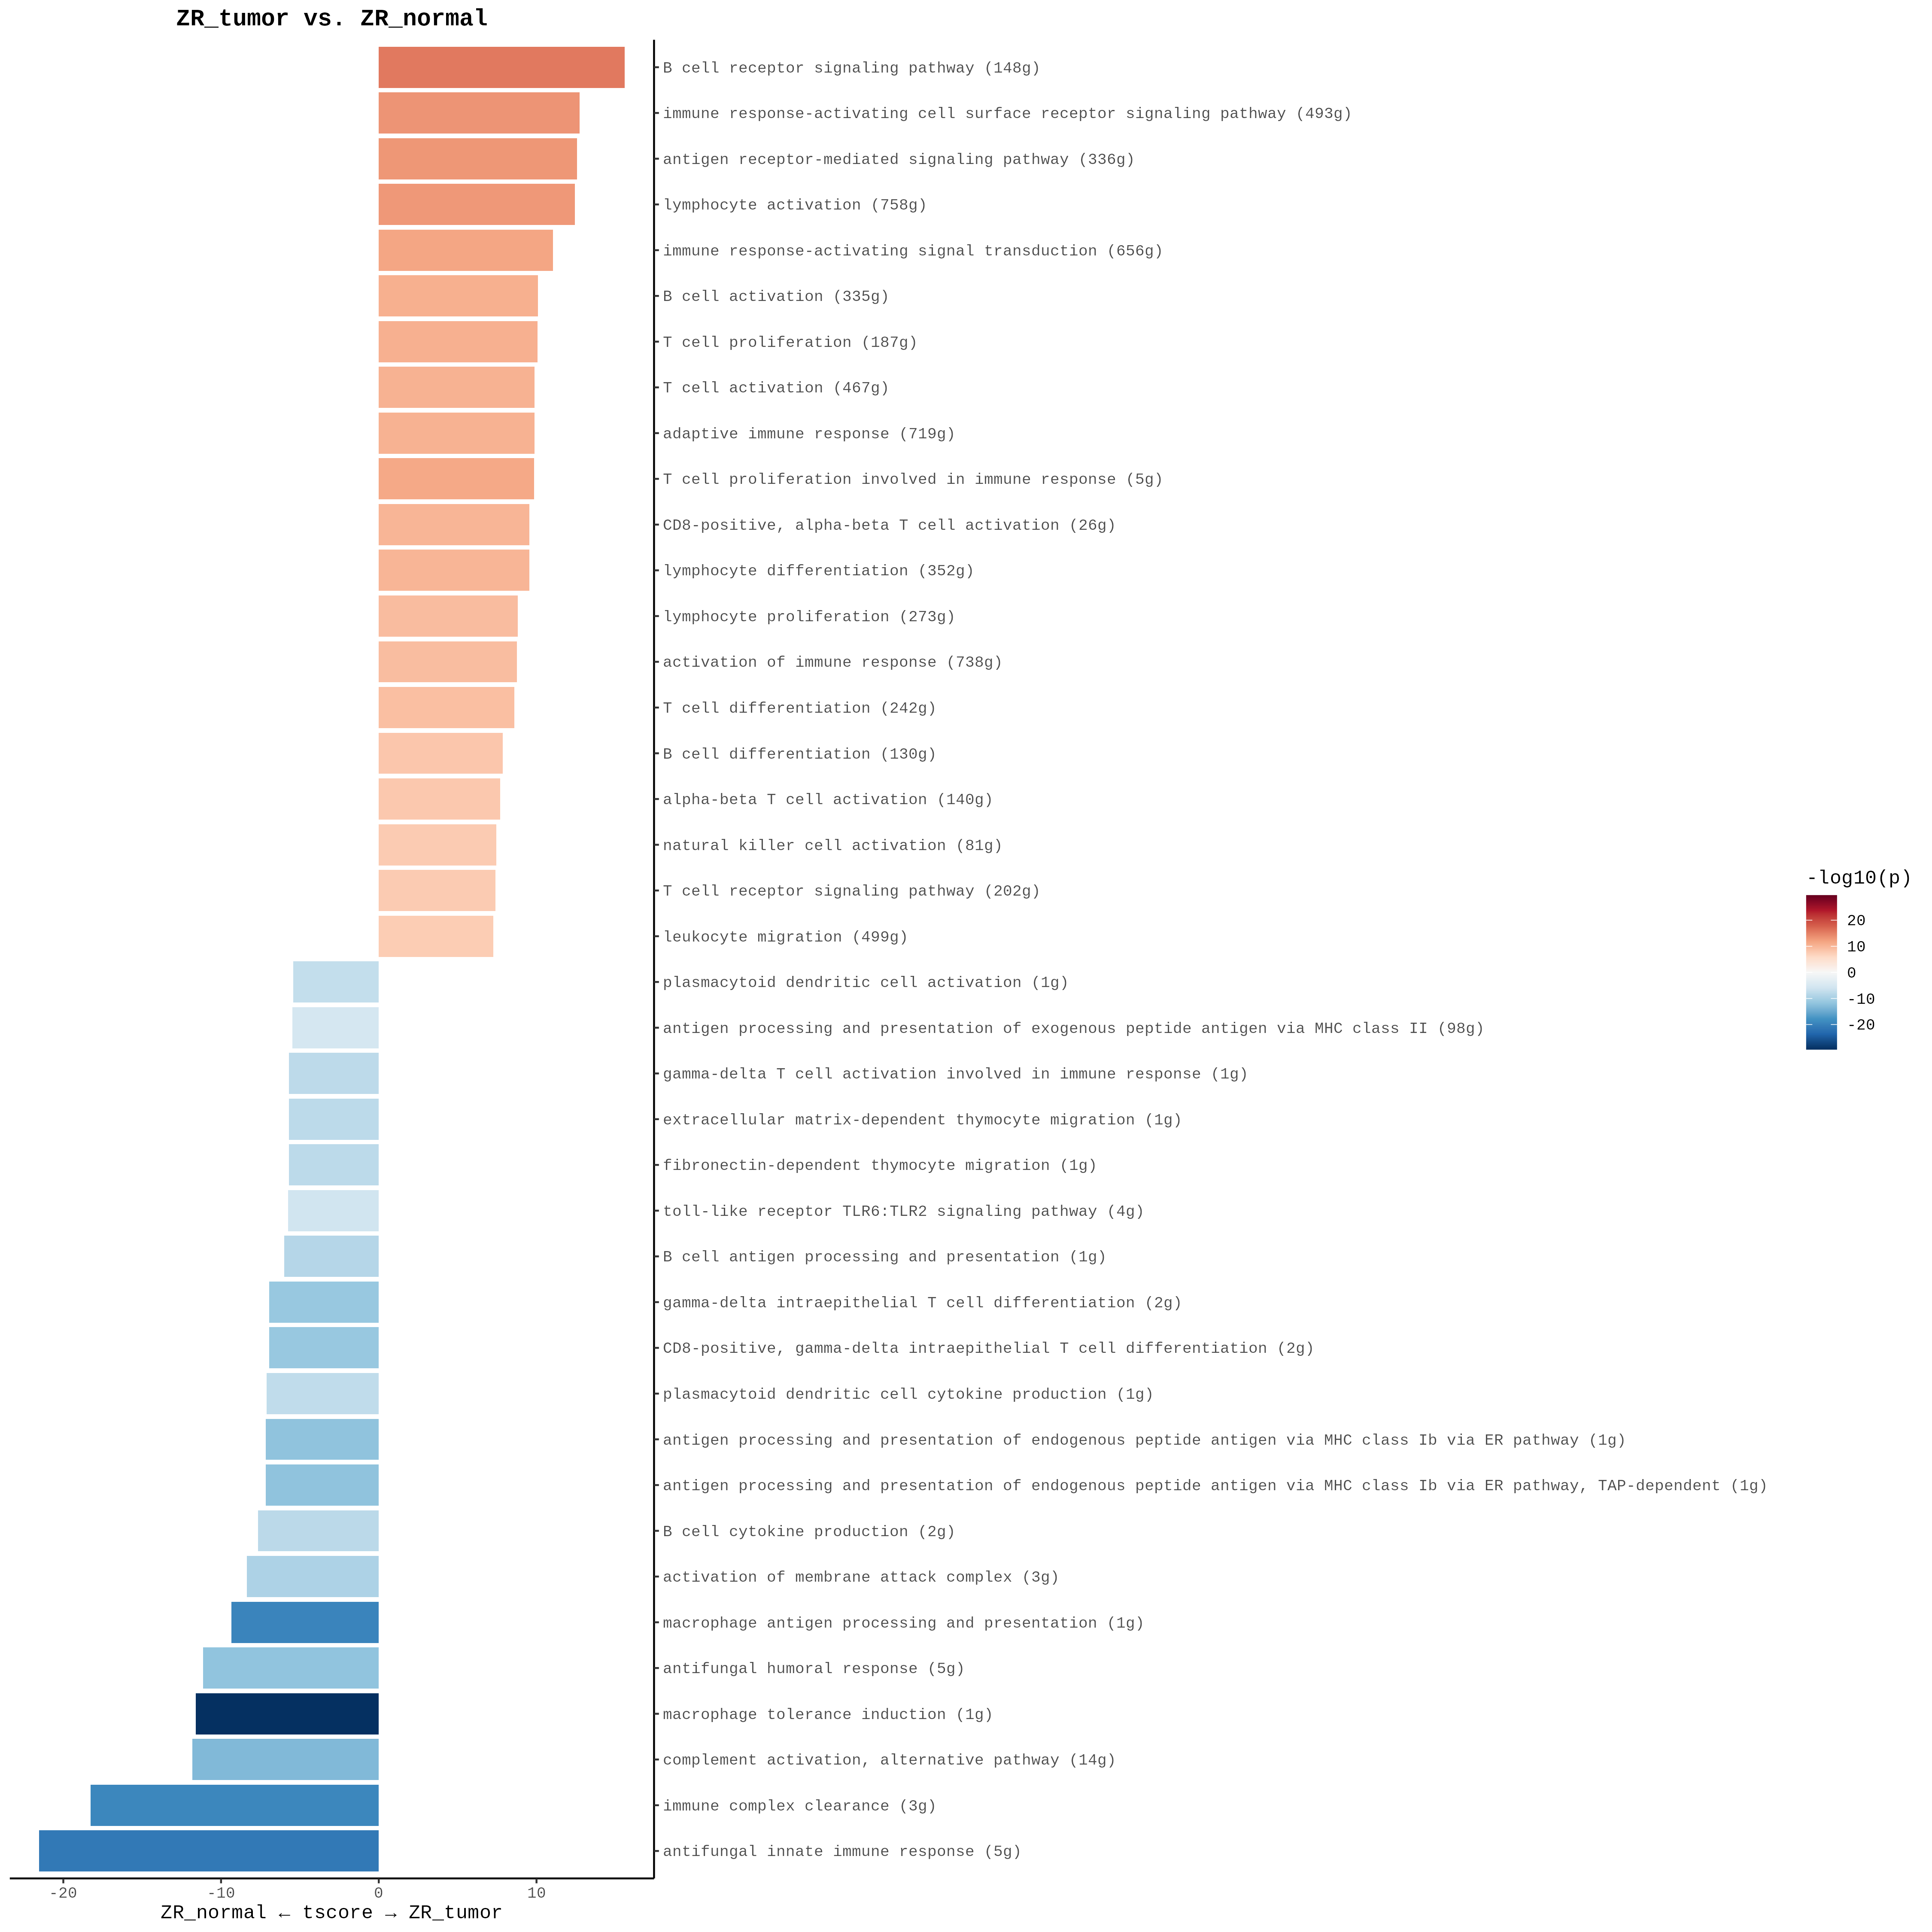 ZR_tumor vs. ZR_normal
B cell receptor signaling pathway (148g)
immune response-activating cell surface receptor signaling pathway (493g)
antigen receptor-mediated signaling pathway (336g)
lymphocyte activation (758g)
immune response-activating signal transduction (656g)
B cell activation (335g)
T cell proliferation (187g)
T cell activation (467g)
adaptive immune response (719g)
T cell proliferation involved in immune response (5g)
CD8-positive, alpha-beta T cell activation (26g)
lymphocyte differentiation (352g)
lymphocyte proliferation (273g)
activation of immune response (738g)
T cell differentiation (242g)
B cell differentiation (130g)
alpha-beta T cell activation (140g)
natural killer cell activation (81g)
T cell receptor signaling pathway (202g)
leukocyte migration (499g)
plasmacytoid dendritic cell activation (1g)
antigen processing and presentation of exogenous peptide antigen via MHC class II (98g)
gamma-delta T cell activation involved in immune response (1g)
extracellular matrix-dependent thymocyte migration (1g)
fibronectin-dependent thymocyte migration (1g)
toll-like receptor TLR6:TLR2 signaling pathway (4g)
B cell antigen processing and presentation (1g)
gamma-delta intraepithelial T cell differentiation (2g)
CD8-positive, gamma-delta intraepithelial T cell differentiation (2g)
plasmacytoid dendritic cell cytokine production (1g)
antigen processing and presentation of endogenous peptide antigen via MHC class Ib via ER pathway (1g)
antigen processing and presentation of endogenous peptide antigen via MHC class Ib via ER pathway, TAP-dependent (1g)
B cell cytokine production (2g)
activation of membrane attack complex (3g)
macrophage antigen processing and presentation (1g)
antifungal humoral response (5g)
macrophage tolerance induction (1g)
complement activation, alternative pathway (14g)
immune complex clearance (3g)
antifungal innate immune response (5g)
-20 -10 0 10
ZR_normal ← tscore → ZR_tumor
-log10(p)
20
10
0
-10
-20